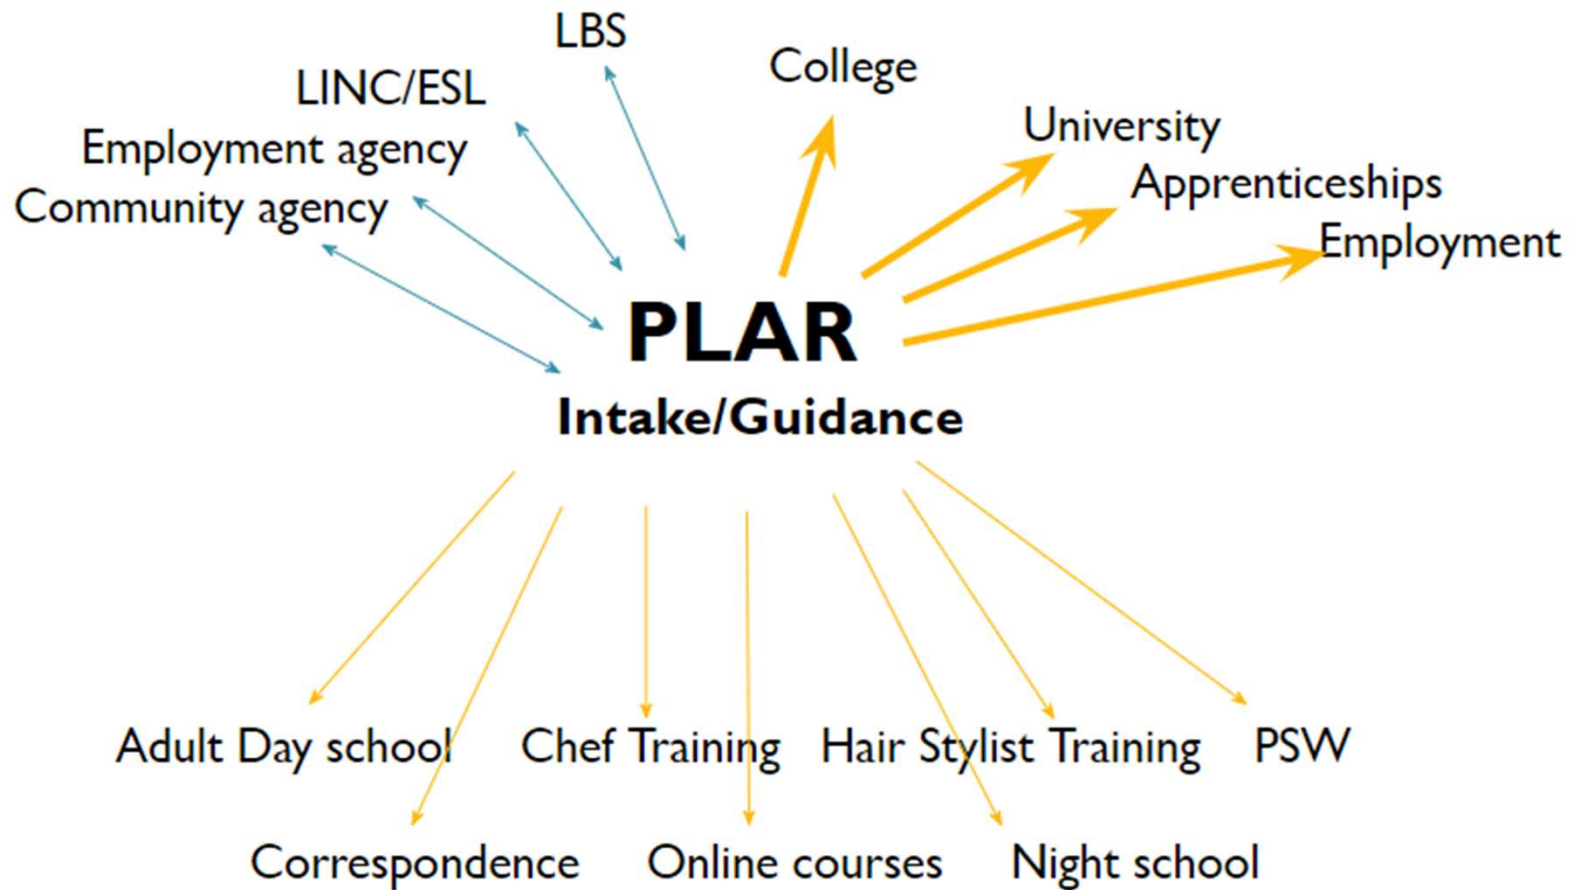 LBS
College
LINC/ESL
University
Employment agency
Apprenticeships
Community agency
Employment
PLAR
Intake/Guidance
Adult Day school
Chef Training
Hair Stylist Training
PSW
Correspondence
Online courses
Night school